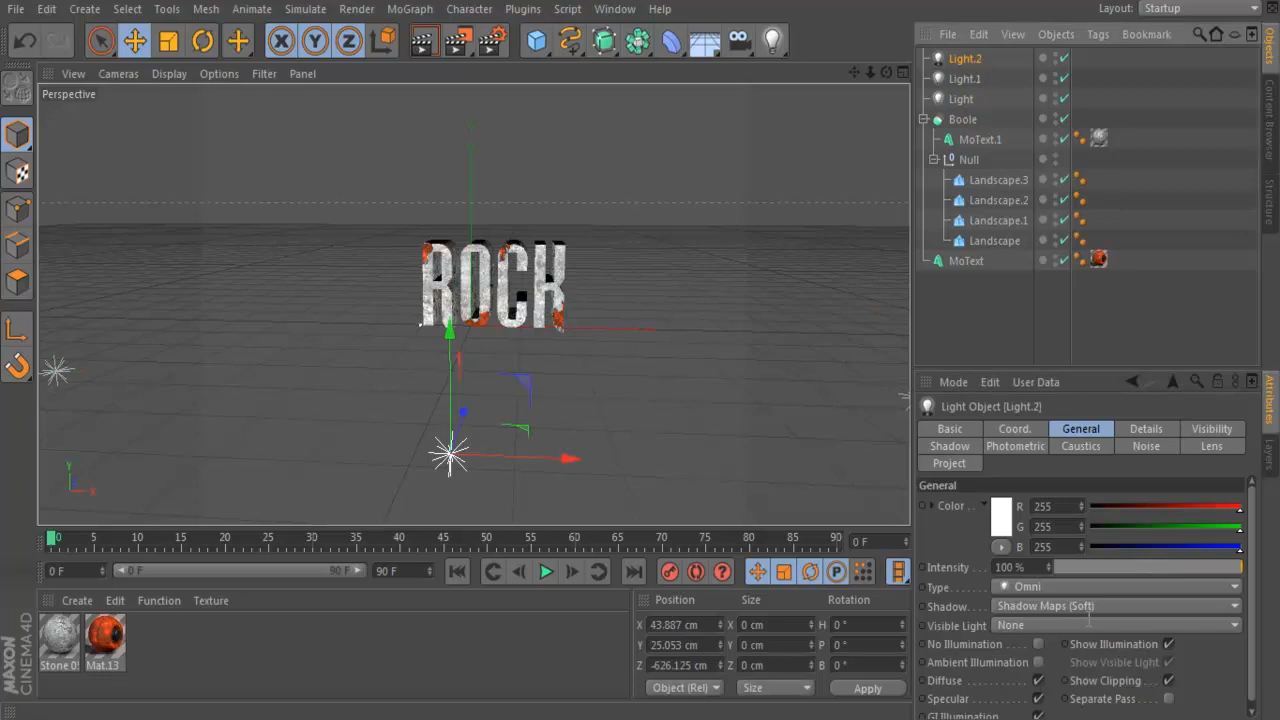 File Edit Create Select Tools Mesh Animate Simulate Render MoGraph Character Plugins Script Window Help Layout: Startup
File Edit View Objects Tags Bookmark
View Cameras Display Options Filter Panel
Perspective
Light.2
Light.1
Light
Boole
MoText.1
Null
Landscape.3
Landscape.2
Landscape.1
Landscape
MoText
ROCK
Y
X
Objects
Content Browser
Structure
Mode Edit User Data
Light Object [Light.2]
Basic Coord. General Details Visibility
Shadow Photometric Caustics Noise Lens
Project
General
Color . . R 255
G 255
B 255
Intensity 100 %
Type Omni
Shadow Shadow Maps (Soft)
Visible Light None
No Illumination Show Illumination
Ambient Illumination Show Visible Light
Diffuse Show Clipping
Specular Separate Pass
GI Illumination
Attributes
Layers
0 5 10 15 20 25 30 35 40 45 50 55 60 65 70 75 80 85 90 0 F
0 F 0 F 90 F 90 F
Create Edit Function Texture
Stone 0
Mat.13
Position Size Rotation
X 43.887 cm X 0 cm H 0 °
Y 25.053 cm Y 0 cm P 0 °
Z -626.125 cm Z 0 cm B 0 °
Object (Rel) Size Apply
MAXON
CINEMA 4D